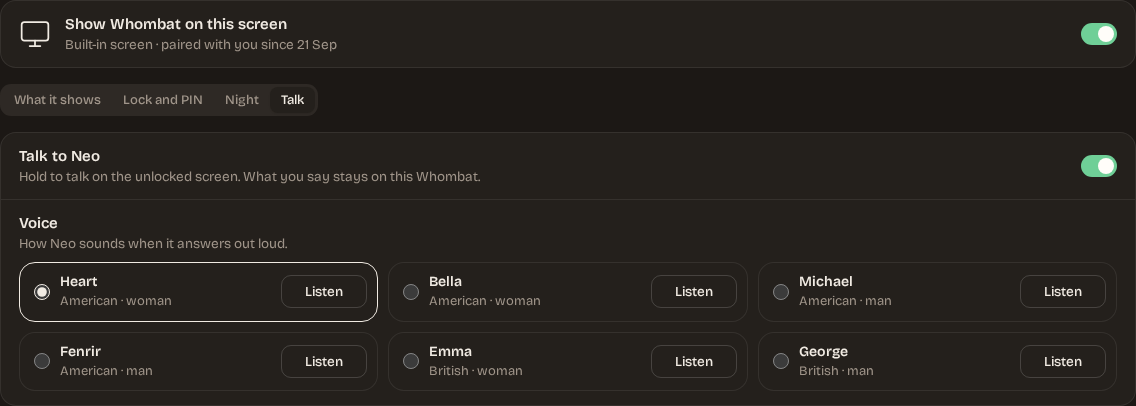 Show Whombat on this screen
Built-in screen · paired with you since 21 Sep
What it shows
Lock and PIN
Night
Talk
Talk to Neo
Hold to talk on the unlocked screen. What you say stays on this Whombat.
Voice
How Neo sounds when it answers out loud.
Heart
American · woman
Listen
Bella
American · woman
Listen
Michael
American · man
Listen
Fenrir
American · man
Listen
Emma
British · woman
Listen
George
British · man
Listen